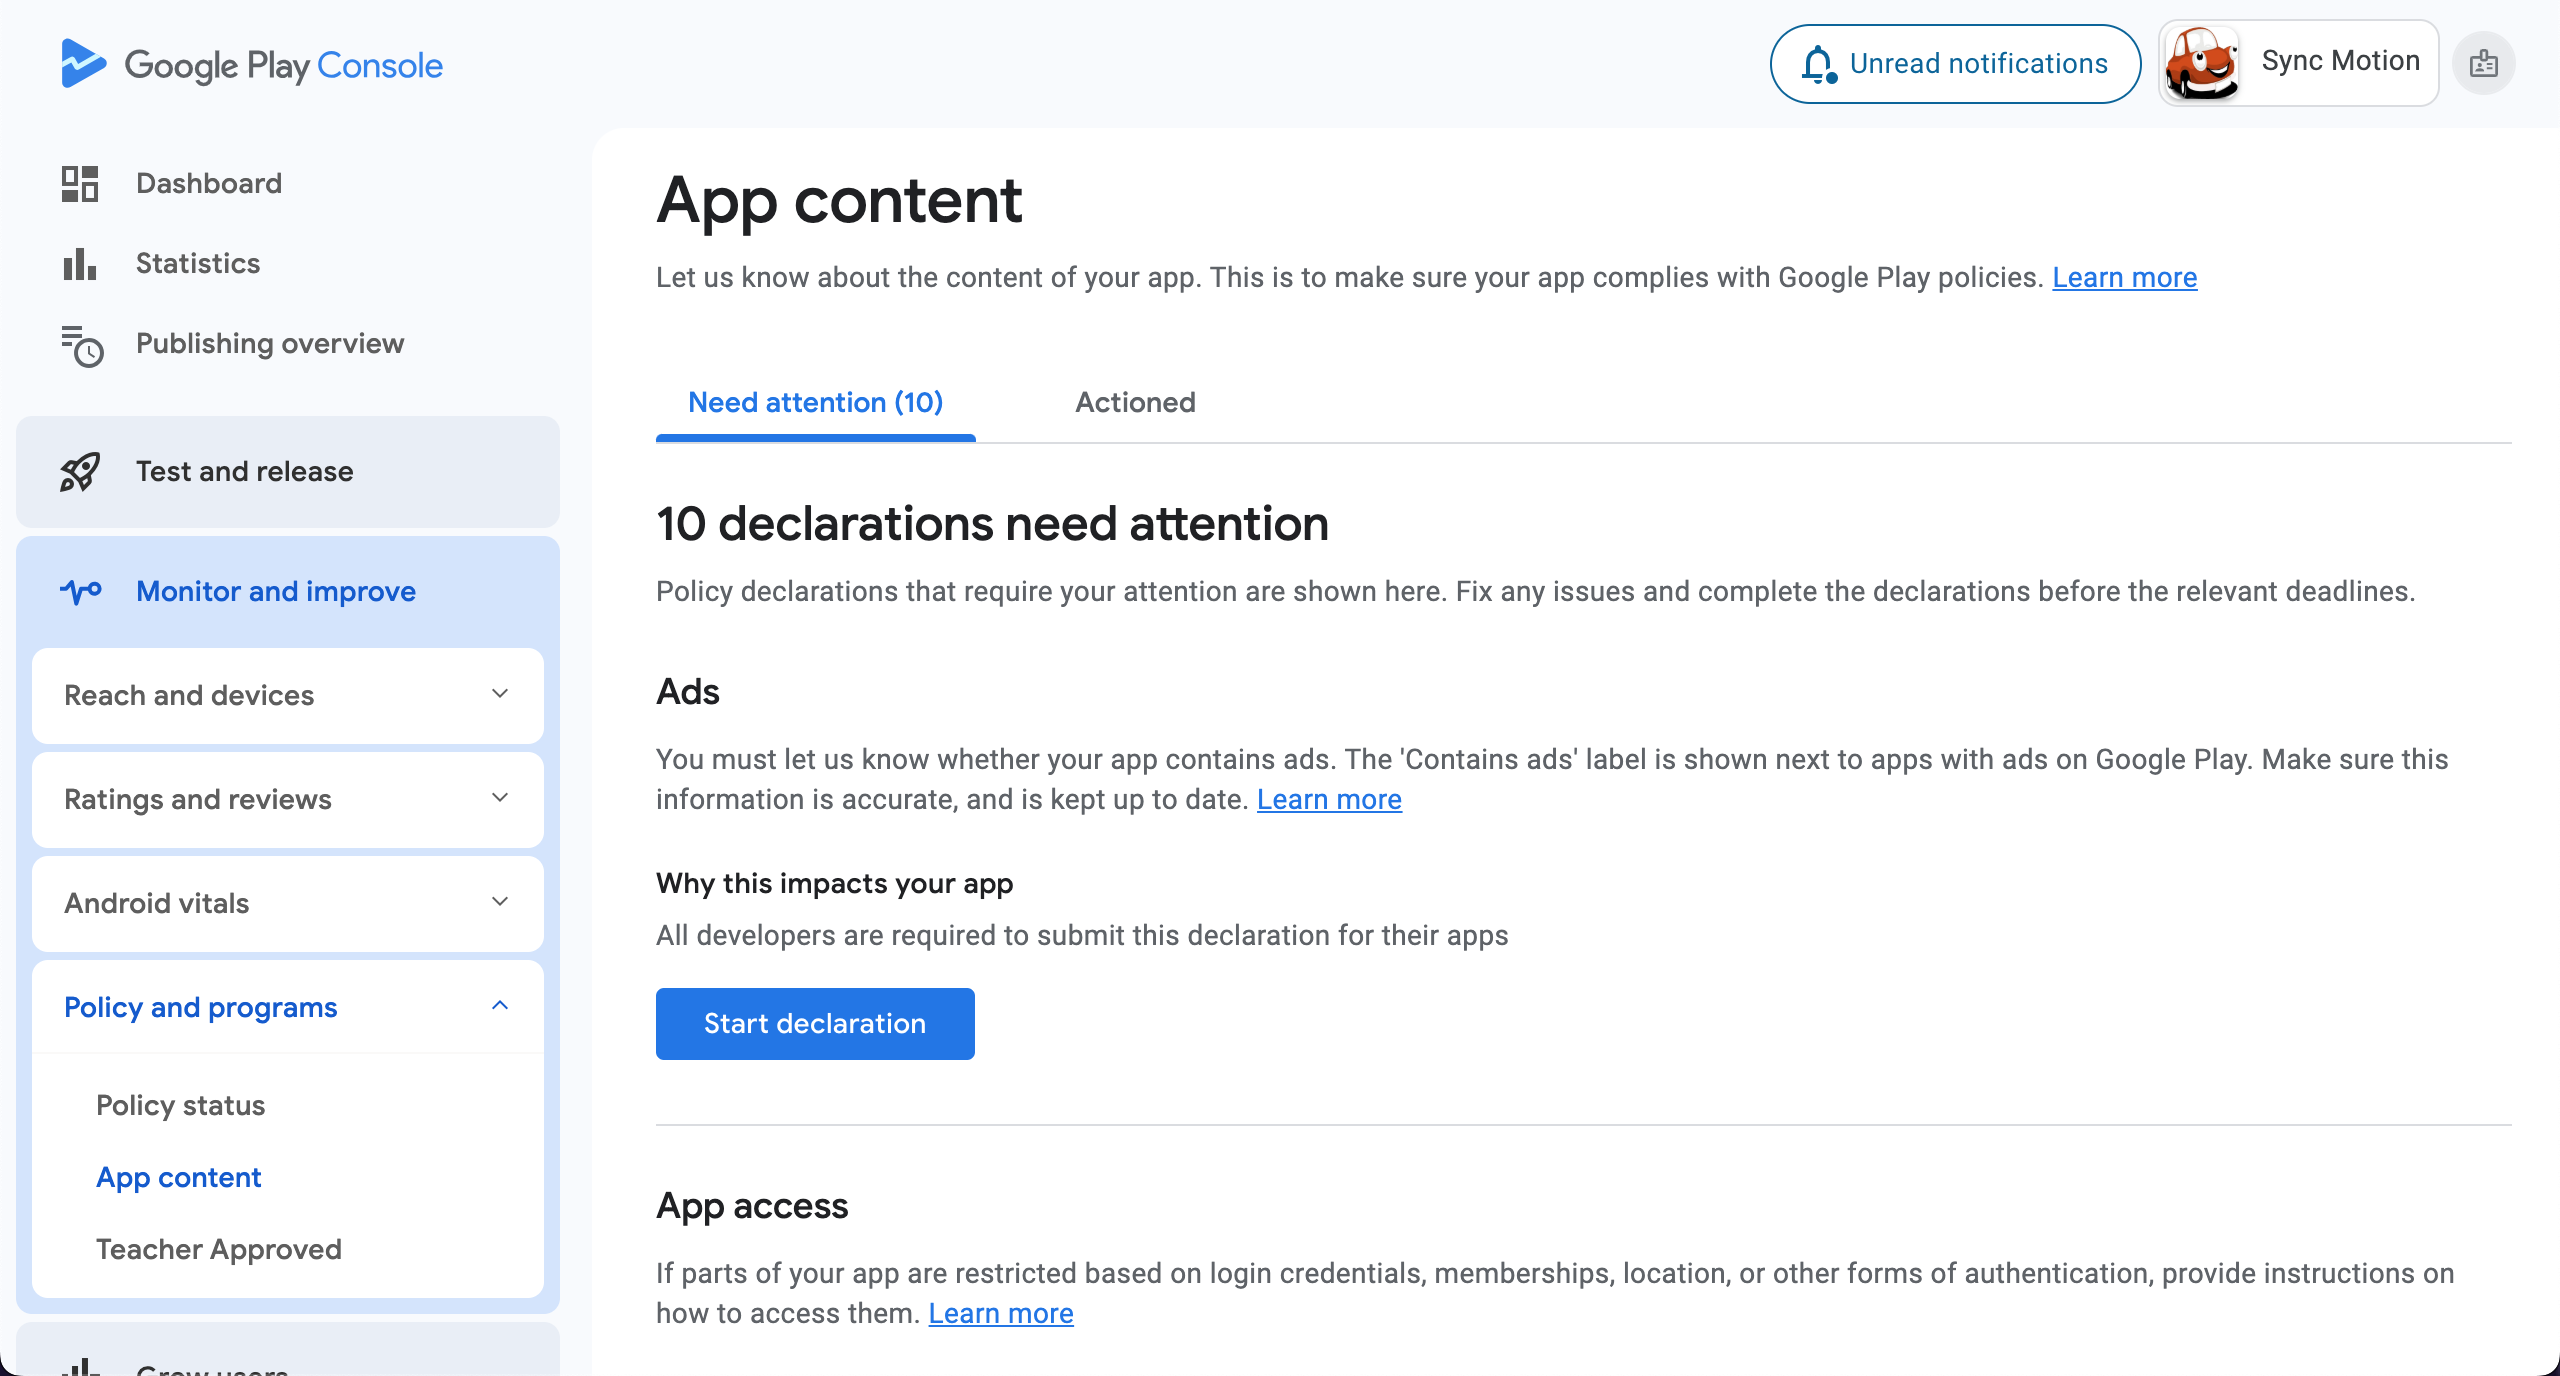 Google Play Console
Unread notifications
Sync Motion
Dashboard
Statistics
Publishing overview
Test and release
Monitor and improve
Reach and devices
Ratings and reviews
Android vitals
Policy and programs
Policy status
App content
Teacher Approved
Grow users
App content
Let us know about the content of your app. This is to make sure your app complies with Google Play policies. Learn more
Need attention (10)
Actioned
10 declarations need attention
Policy declarations that require your attention are shown here. Fix any issues and complete the declarations before the relevant deadlines.
Ads
You must let us know whether your app contains ads. The 'Contains ads' label is shown next to apps with ads on Google Play. Make sure this
information is accurate, and is kept up to date. Learn more
Why this impacts your app
All developers are required to submit this declaration for their apps
Start declaration
App access
If parts of your app are restricted based on login credentials, memberships, location, or other forms of authentication, provide instructions on
how to access them. Learn more